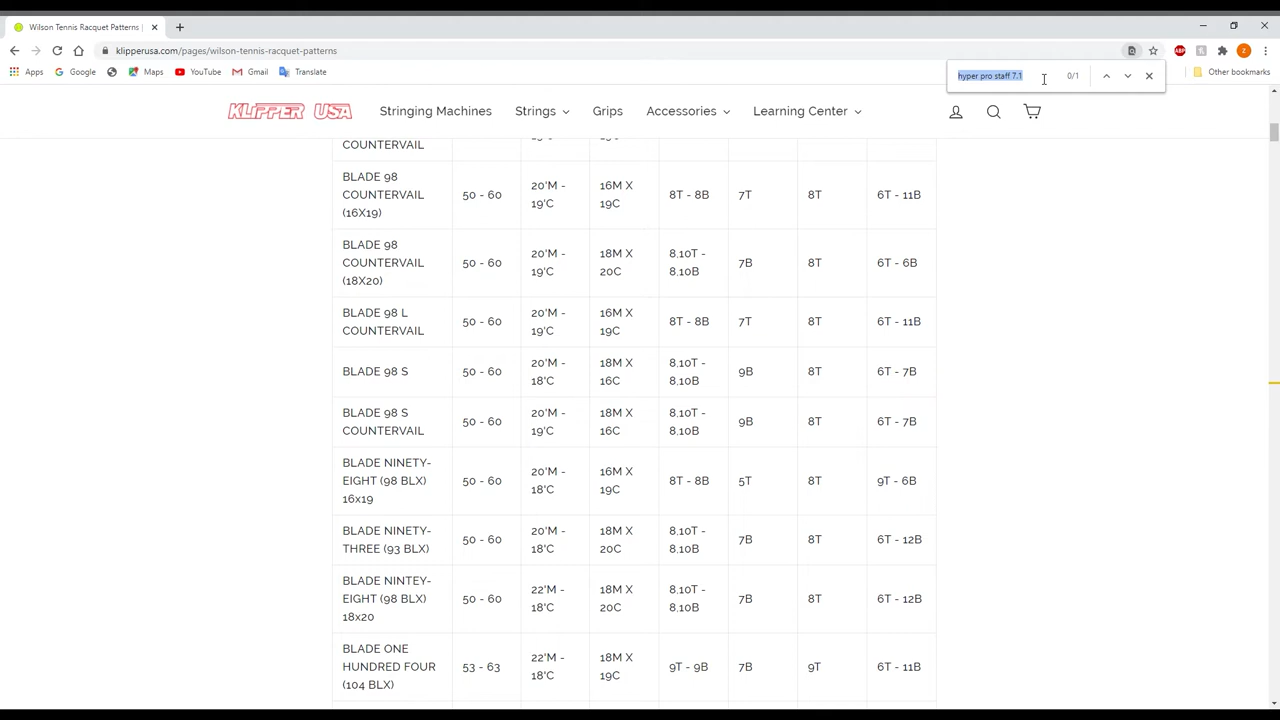 Wilson Tennis Racquet Patterns |
klipperusa.com/pages/wilson-tennis-racquet-patterns
ABP
Z
Apps Google Maps YouTube Gmail Translate Other bookmarks
hyper pro staff 7.1 0/1
KLIPPER USA Stringing Machines Strings Grips Accessories Learning Center
COUNTERVAIL
BLADE 98
COUNTERVAIL
(16X19)
50 - 60
20'M -
19'C
16M X
19C
8T - 8B
7T
8T
6T - 11B
BLADE 98
COUNTERVAIL
(18X20)
50 - 60
20'M -
19'C
18M X
20C
8,10T -
8,10B
7B
8T
6T - 6B
BLADE 98 L
COUNTERVAIL
50 - 60
20'M -
19'C
16M X
19C
8T - 8B
7T
8T
6T - 11B
BLADE 98 S
50 - 60
20'M -
18'C
18M X
16C
8,10T -
8,10B
9B
8T
6T - 7B
BLADE 98 S
COUNTERVAIL
50 - 60
20'M -
19'C
18M X
16C
8,10T -
8,10B
9B
8T
6T - 7B
BLADE NINETY-
EIGHT (98 BLX)
16x19
50 - 60
20'M -
18'C
16M X
19C
8T - 8B
5T
8T
9T - 6B
BLADE NINETY-
THREE (93 BLX)
50 - 60
20'M -
18'C
18M X
20C
8,10T -
8,10B
7B
8T
6T - 12B
BLADE NINTEY-
EIGHT (98 BLX)
18x20
50 - 60
22'M -
18'C
18M X
20C
8,10T -
8,10B
7B
8T
6T - 12B
BLADE ONE
HUNDRED FOUR
(104 BLX)
53 - 63
22'M -
18'C
18M X
19C
9T - 9B
7B
9T
6T - 11B